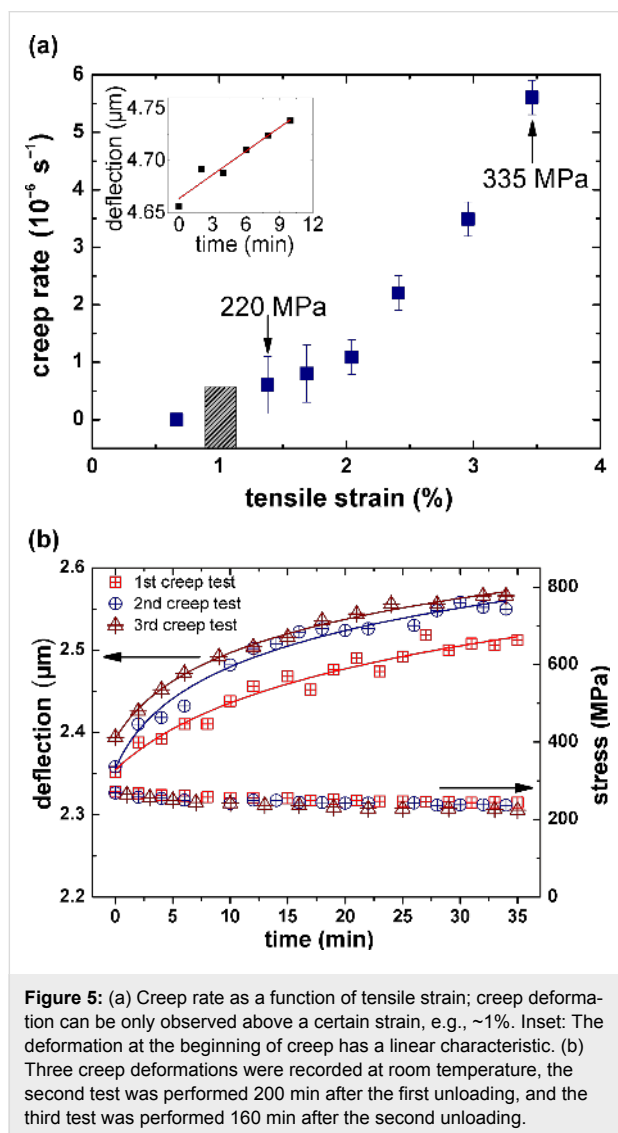 (a)
creep rate (10⁻⁶ s⁻¹)
6
5
4
3
2
1
0
deflection (µm)
4.75
4.70
4.65
0 3 6 9 12
time (min)
220 MPa
335 MPa
0 1 2 3 4
tensile strain (%)
(b)
1st creep test
2nd creep test
3rd creep test
deflection (µm)
2.6
2.5
2.4
2.3
2.2
stress (MPa)
800
600
400
200
0
0 5 10 15 20 25 30 35
time (min)
Figure 5: (a) Creep rate as a function of tensile strain; creep deforma-
tion can be only observed above a certain strain, e.g., ~1%. Inset: The
deformation at the beginning of creep has a linear characteristic. (b)
Three creep deformations were recorded at room temperature, the
second test was performed 200 min after the first unloading, and the
third test was performed 160 min after the second unloading.